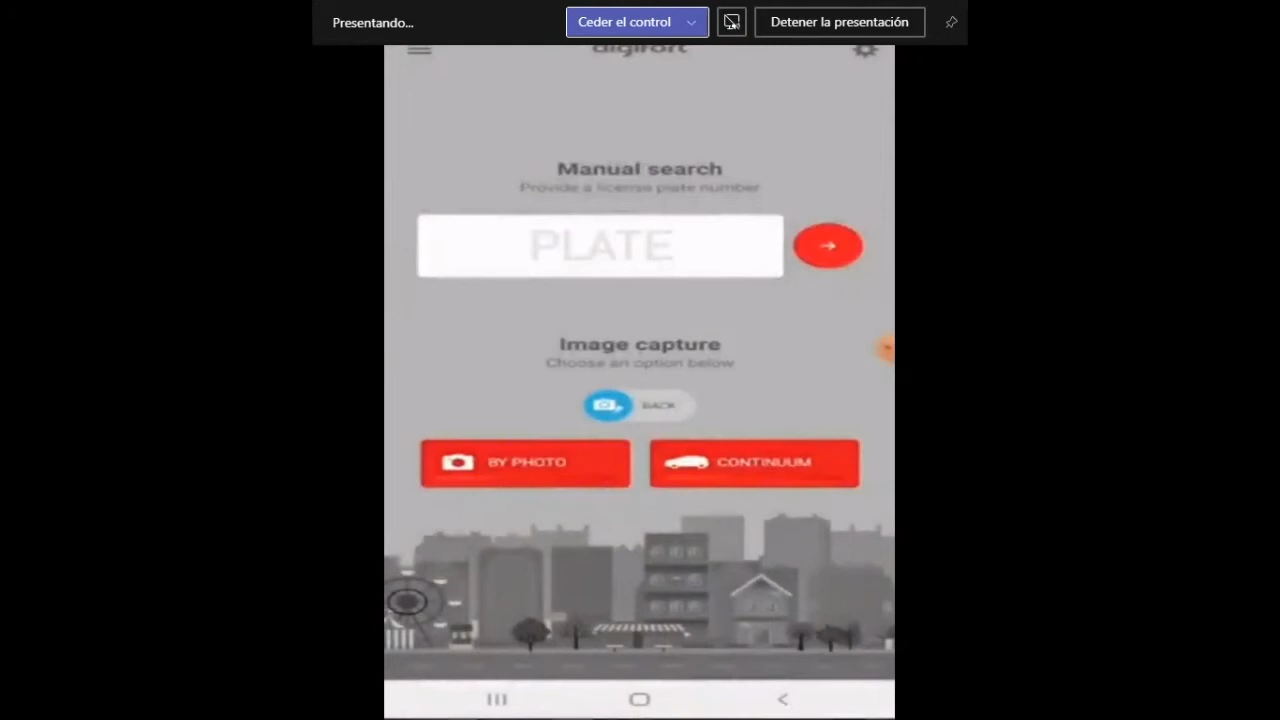 Presentando...
Ceder el control
Detener la presentación
digifort
Manual search
Provide a license plate number
PLATE
Image capture
Choose an option below
BACK
BY PHOTO
CONTINUUM